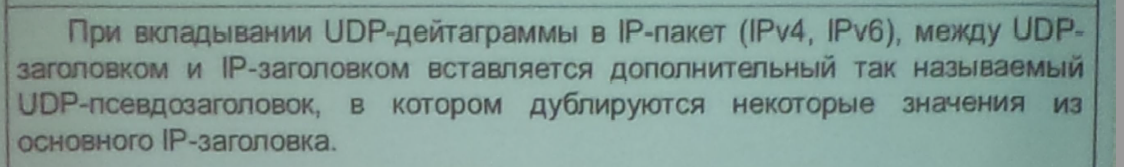 При вкладывании UDP-дейтаграммы в IP-пакет (IPv4, IPv6), между UDP-
заголовком и IP-заголовком вставляется дополнительный так называемый
UDP-псевдозаголовок, в котором дублируются некоторые значения из
основного IP-заголовка.